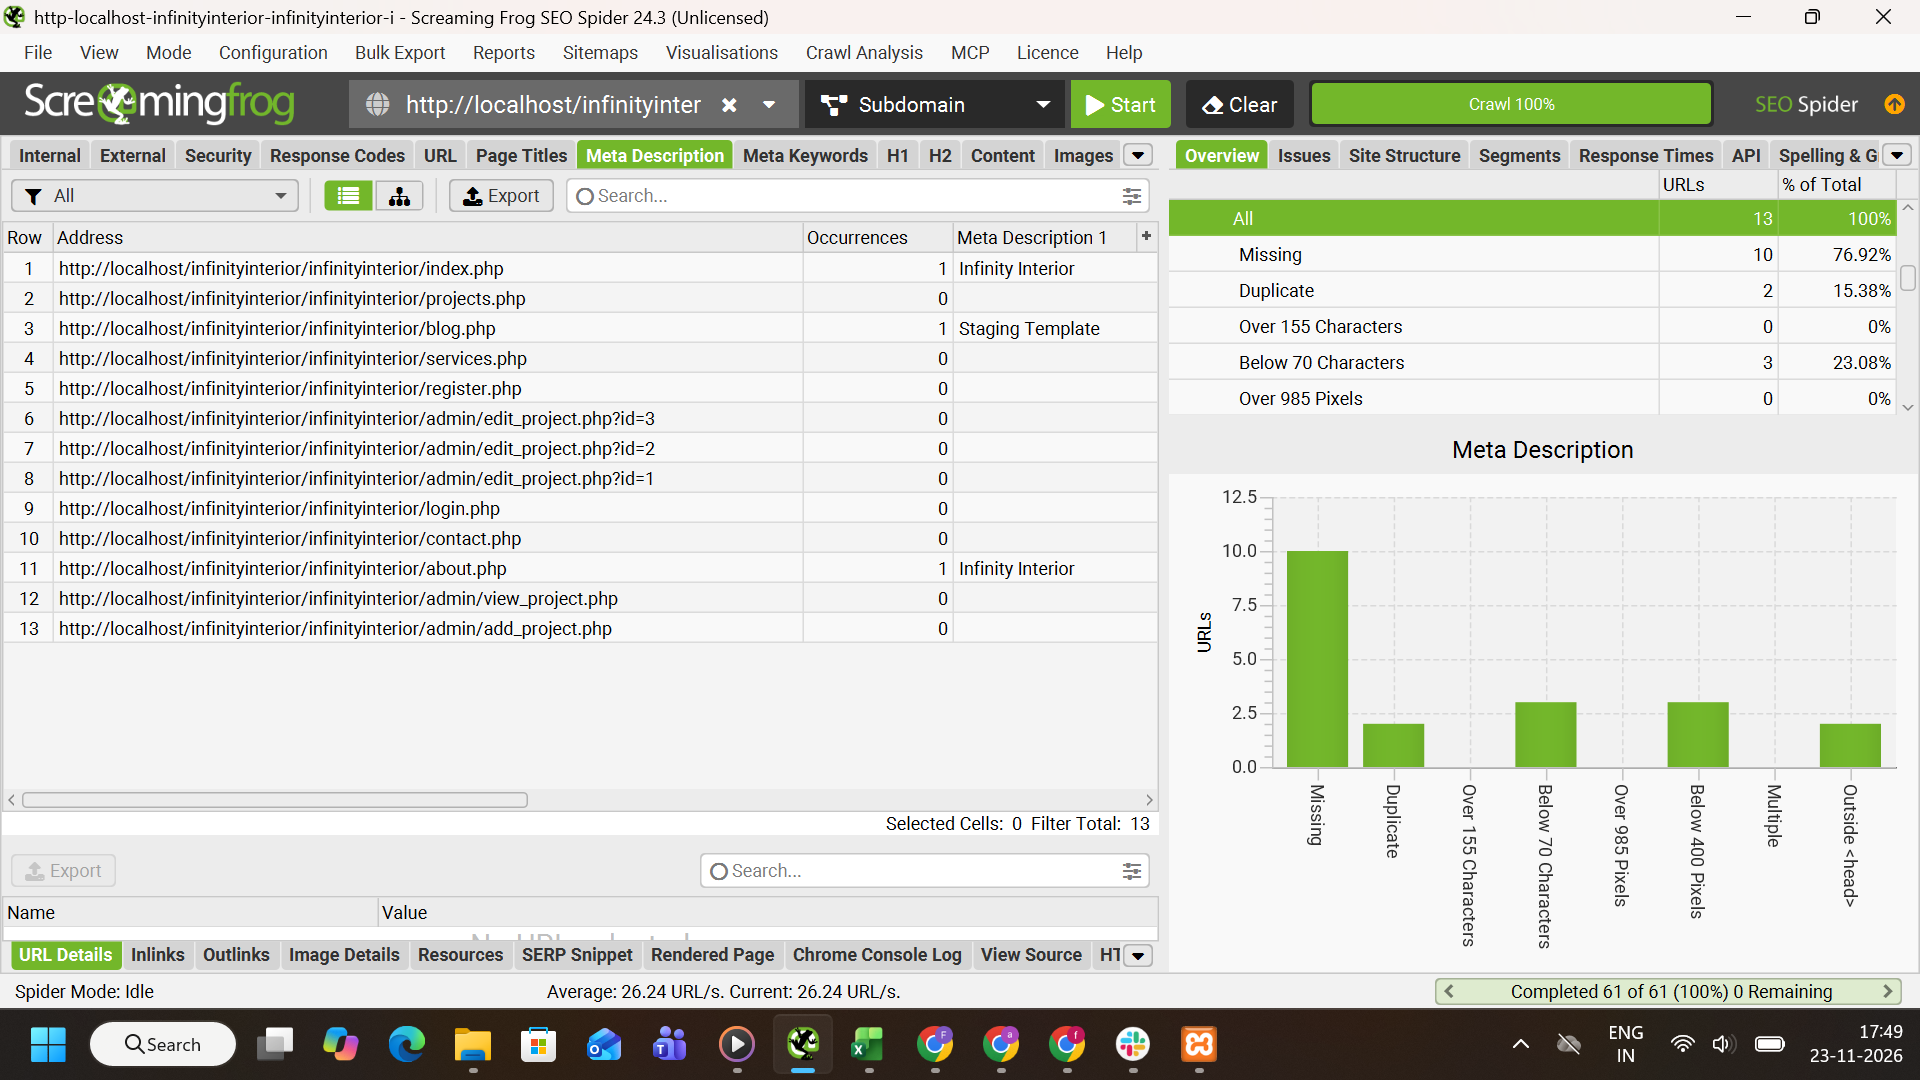 http-localhost-infinityinterior-infinityinterior-i - Screaming Frog SEO Spider 24.3 (Unlicensed)
File View Mode Configuration Bulk Export Reports Sitemaps Visualisations Crawl Analysis MCP Licence Help
Screamingfrog http://localhost/infinityinter Subdomain Start Clear Crawl 100% SEO Spider
Internal External Security Response Codes URL Page Titles Meta Description Meta Keywords H1 H2 Content Images
All Export Search...
Row Address Occurrences Meta Description 1 +
1 http://localhost/infinityinterior/infinityinterior/index.php 1 Infinity Interior
2 http://localhost/infinityinterior/infinityinterior/projects.php 0
3 http://localhost/infinityinterior/infinityinterior/blog.php 1 Staging Template
4 http://localhost/infinityinterior/infinityinterior/services.php 0
5 http://localhost/infinityinterior/infinityinterior/register.php 0
6 http://localhost/infinityinterior/infinityinterior/admin/edit_project.php?id=3 0
7 http://localhost/infinityinterior/infinityinterior/admin/edit_project.php?id=2 0
8 http://localhost/infinityinterior/infinityinterior/admin/edit_project.php?id=1 0
9 http://localhost/infinityinterior/infinityinterior/login.php 0
10 http://localhost/infinityinterior/infinityinterior/contact.php 0
11 http://localhost/infinityinterior/infinityinterior/about.php 1 Infinity Interior
12 http://localhost/infinityinterior/infinityinterior/admin/view_project.php 0
13 http://localhost/infinityinterior/infinityinterior/admin/add_project.php 0
Selected Cells: 0 Filter Total: 13
Export Search...
Name Value
URL Details Inlinks Outlinks Image Details Resources SERP Snippet Rendered Page Chrome Console Log View Source HT
Overview Issues Site Structure Segments Response Times API Spelling & G
URLs % of Total
All 13 100%
Missing 10 76.92%
Duplicate 2 15.38%
Over 155 Characters 0 0%
Below 70 Characters 3 23.08%
Over 985 Pixels 0 0%
Meta Description
URLs
12.5
10.0
7.5
5.0
2.5
0.0
Missing
Duplicate
Over 155 Characters
Below 70 Characters
Over 985 Pixels
Below 400 Pixels
Multiple
Outside <head>
Spider Mode: Idle Average: 26.24 URL/s. Current: 26.24 URL/s. Completed 61 of 61 (100%) 0 Remaining
Search ENG 17:49
IN 23-11-2026